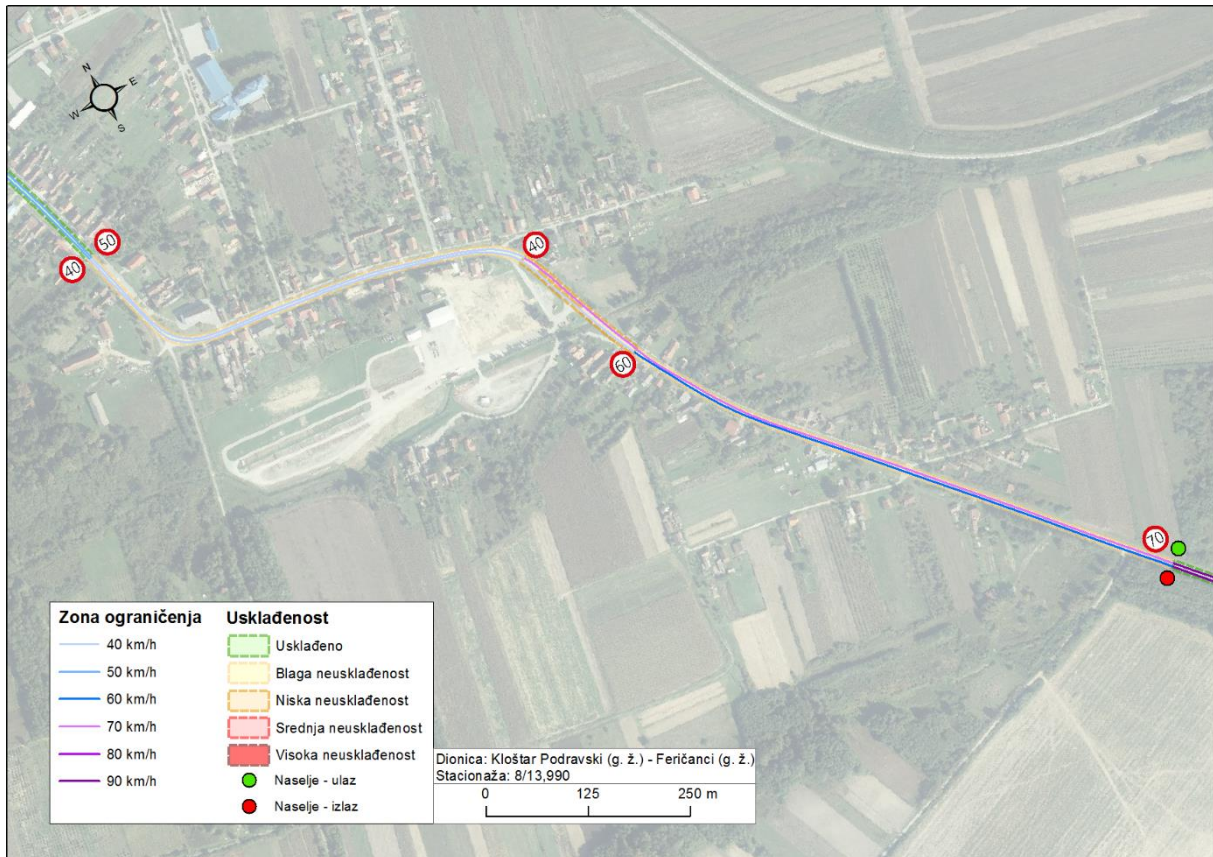 N
E
W
S
50
40
40
60
70
Zona ograničenja
40 km/h
50 km/h
60 km/h
70 km/h
80 km/h
90 km/h
Usklađenost
Usklađeno
Blaga neusklađenost
Niska neusklađenost
Srednja neusklađenost
Visoka neusklađenost
Naselje - ulaz
Naselje - izlaz
Dionica: Kloštar Podravski (g. ž.) - Feričanci (g. ž.)
Stacionaža: 8/13,990
0 125 250 m